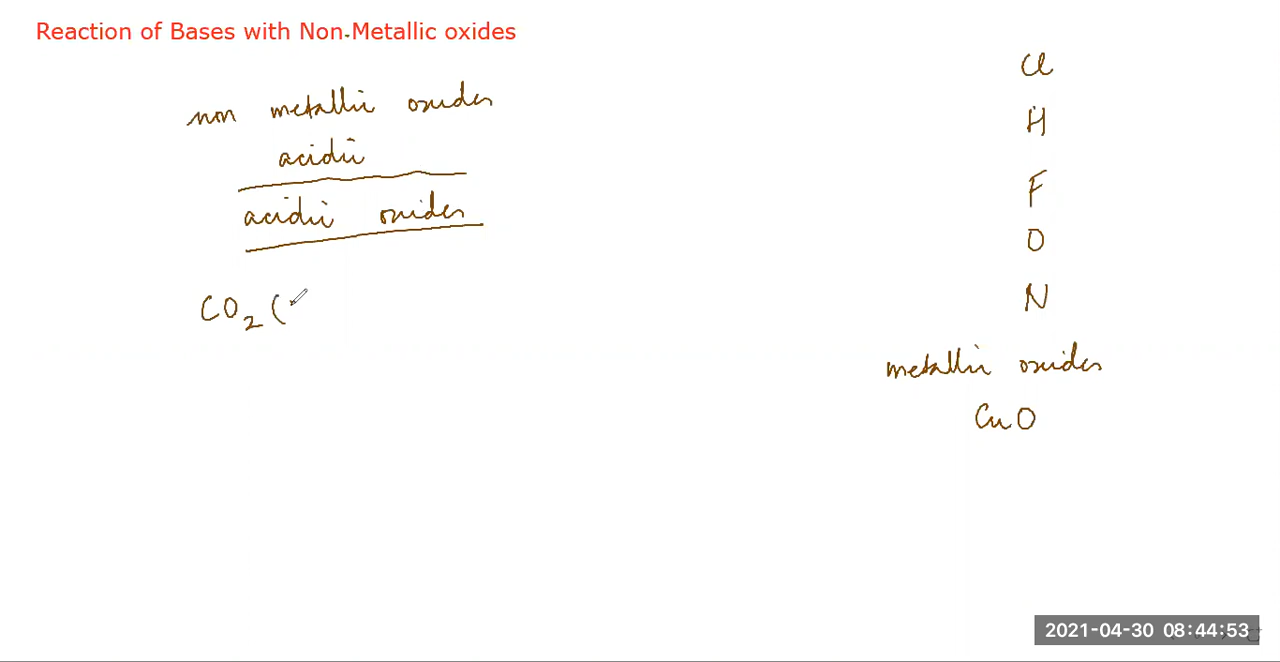 Reaction of Bases with Non-Metallic oxides
non metallic oxides
acidic
acidic oxides
CO2 (
Cl
H
F
O
N
metallic oxides
CuO
2021-04-30 08:44:53